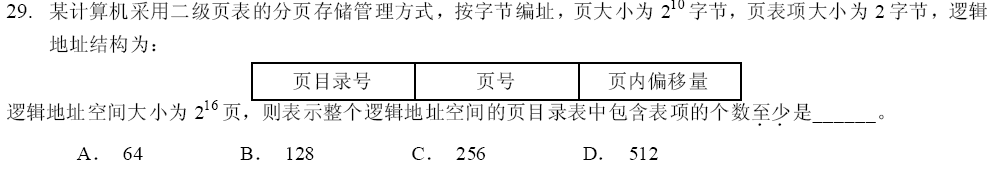 29. 某计算机采用二级页表的分页存储管理方式，按字节编址，页大小为 2^10 字节，页表项大小为 2 字节，逻辑
地址结构为：
页目录号 页号 页内偏移量
逻辑地址空间大小为 2^16 页，则表示整个逻辑地址空间的页目录表中包含表项的个数至少是______。
A. 64 B. 128 C. 256 D. 512